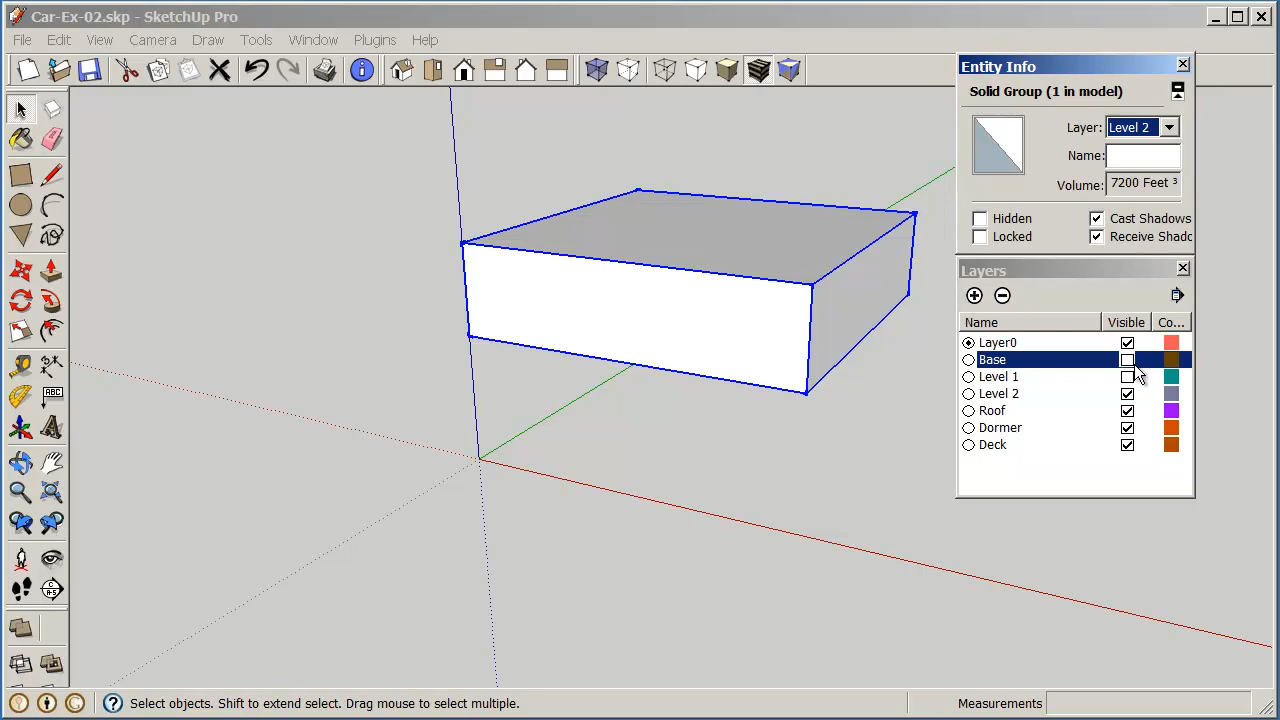 Car-Ex-02.skp - SketchUp Pro
File Edit View Camera Draw Tools Window Plugins Help
Entity Info
Solid Group (1 in model)
Layer: Level 2
Name:
Volume: 7200 Feet ³
Hidden Cast Shadows
Locked Receive Shadc
Layers
Name Visible Co...
Layer0
Base
Level 1
Level 2
Roof
Dormer
Deck
ABC
Select objects. Shift to extend select. Drag mouse to select multiple.
Measurements